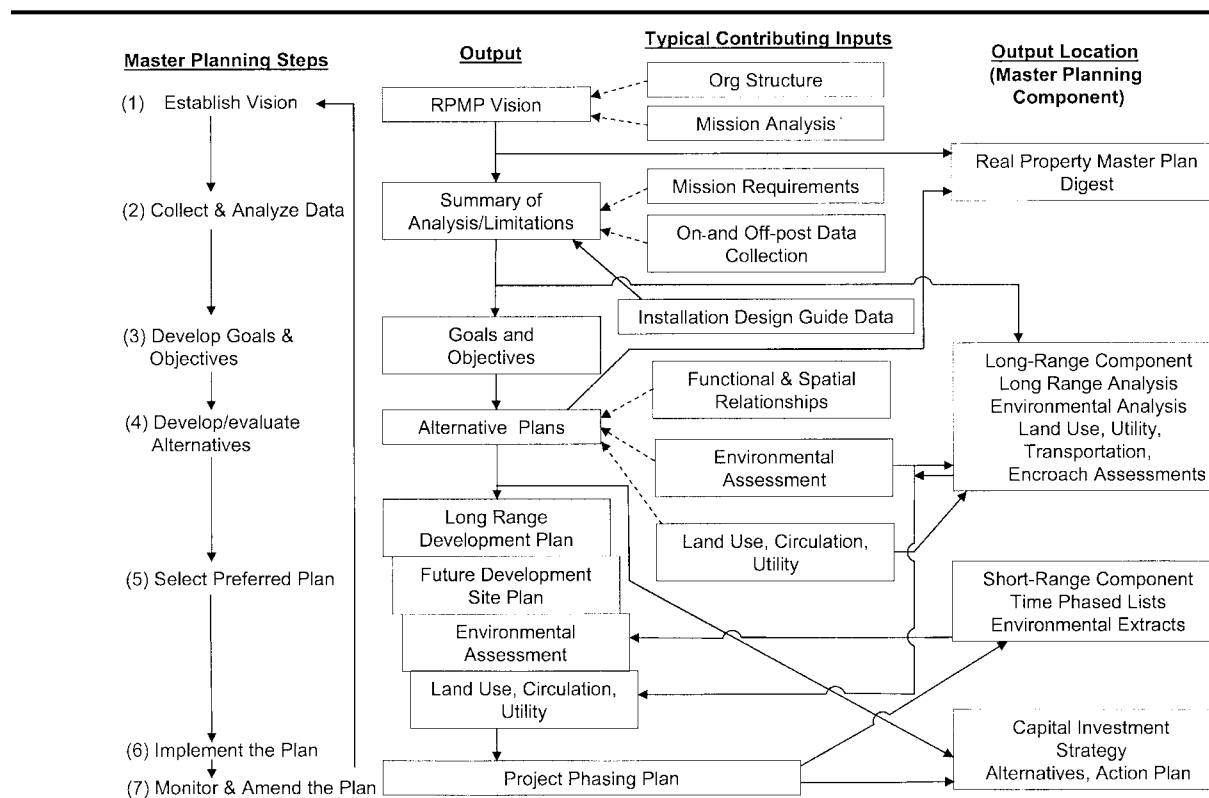 Master Planning Steps
(1) Establish Vision
(2) Collect & Analyze Data
(3) Develop Goals &
Objectives
(4) Develop/evaluate
Alternatives
(5) Select Preferred Plan
(6) Implement the Plan
(7) Monitor & Amend the Plan
Output
RPMP Vision
Summary of
Analysis/Limitations
Goals and
Objectives
Alternative Plans
Long Range
Development Plan
Future Development
Site Plan
Environmental
Assessment
Land Use, Circulation,
Utility
Project Phasing Plan
Typical Contributing Inputs
Org Structure
Mission Analysis
Mission Requirements
On-and Off-post Data
Collection
Installation Design Guide Data
Functional & Spatial
Relationships
Environmental
Assessment
Land Use, Circulation,
Utility
Output Location
(Master Planning
Component)
Real Property Master Plan
Digest
Long-Range Component
Long Range Analysis
Environmental Analysis
Land Use, Utility,
Transportation,
Encroach Assessments
Short-Range Component
Time Phased Lists
Environmental Extracts
Capital Investment
Strategy
Alternatives, Action Plan